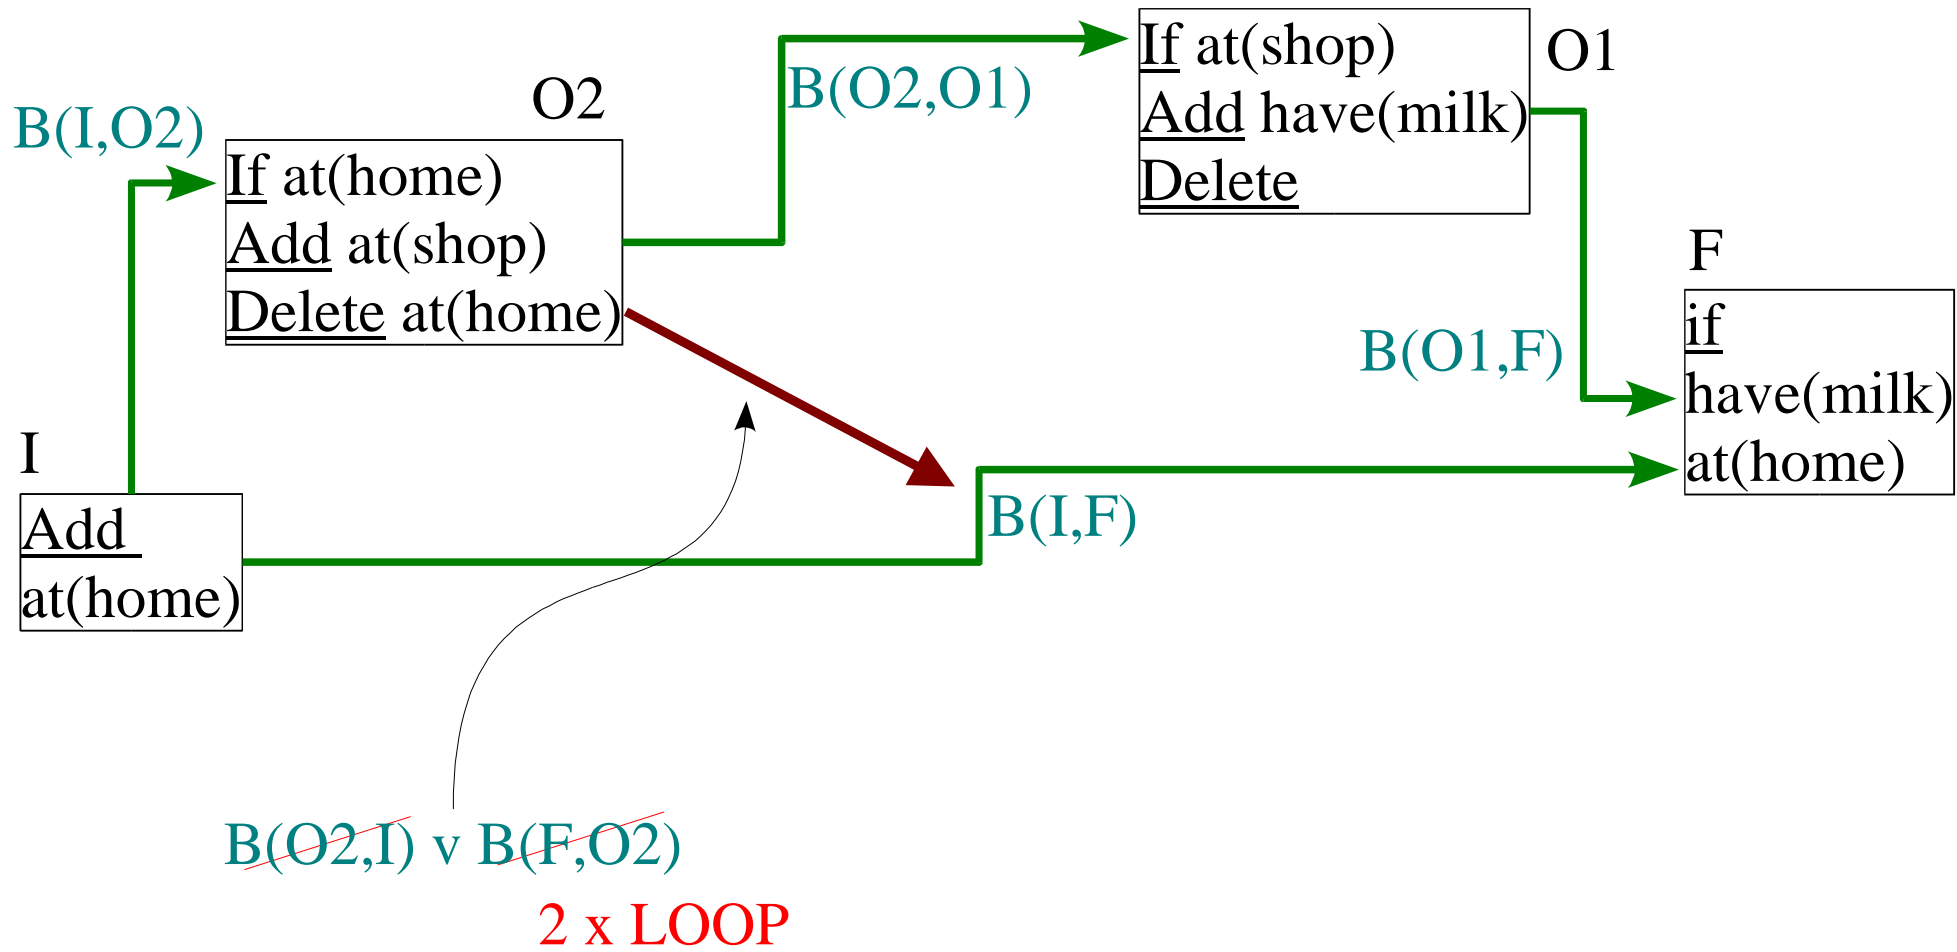 O2
B(I,O2)
If at(home)
Add at(shop)
Delete at(home)
B(O2,O1)
If at(shop)
Add have(milk)
Delete
O1
F
if
have(milk)
at(home)
B(O1,F)
I
Add
at(home)
B(I,F)
B(O2,I) v B(F,O2)
2 x LOOP